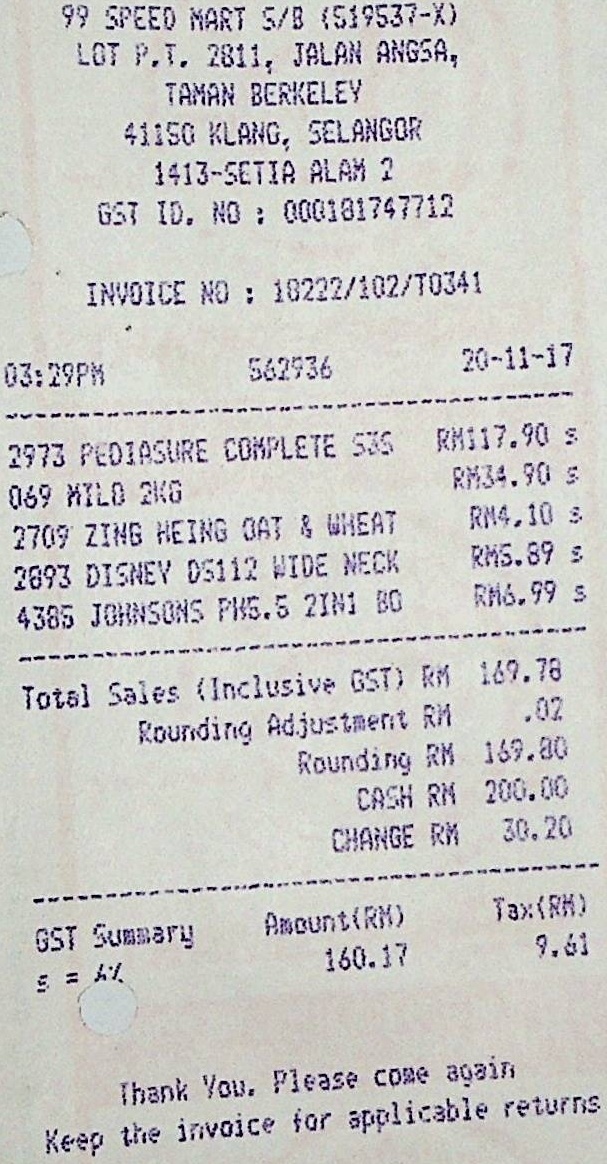 99 SPEED MART S/B (519537-X)
LOT P.T. 2811, JALAN ANGSA,
TAMAN BERKELEY
41150 KLANG, SELANGOR
1413-SETIA ALAM 2
GST ID. NO : 000181747712
INVOICE NO : 18222/102/T0341
03:29PM 562936 20-11-17
2973 PEDIASURE COMPLETE S3S RM117.90 s
069 MILO 2KG RM34.90 s
2709 ZING HEING OAT & WHEAT RM4.10 s
2893 DISNEY DS112 WIDE NECK RM5.89 s
4385 JOHNSONS PH5.5 2IN1 BO RM6.99 s
Total Sales (Inclusive GST) RM 169.78
Rounding Adjustment RM .02
Rounding RM 169.80
CASH RM 200.00
CHANGE RM 30.20
GST Summary Amount(RM) Tax(RM)
s = 6% 160.17 9.61
Thank You. Please come again
Keep the invoice for applicable returns